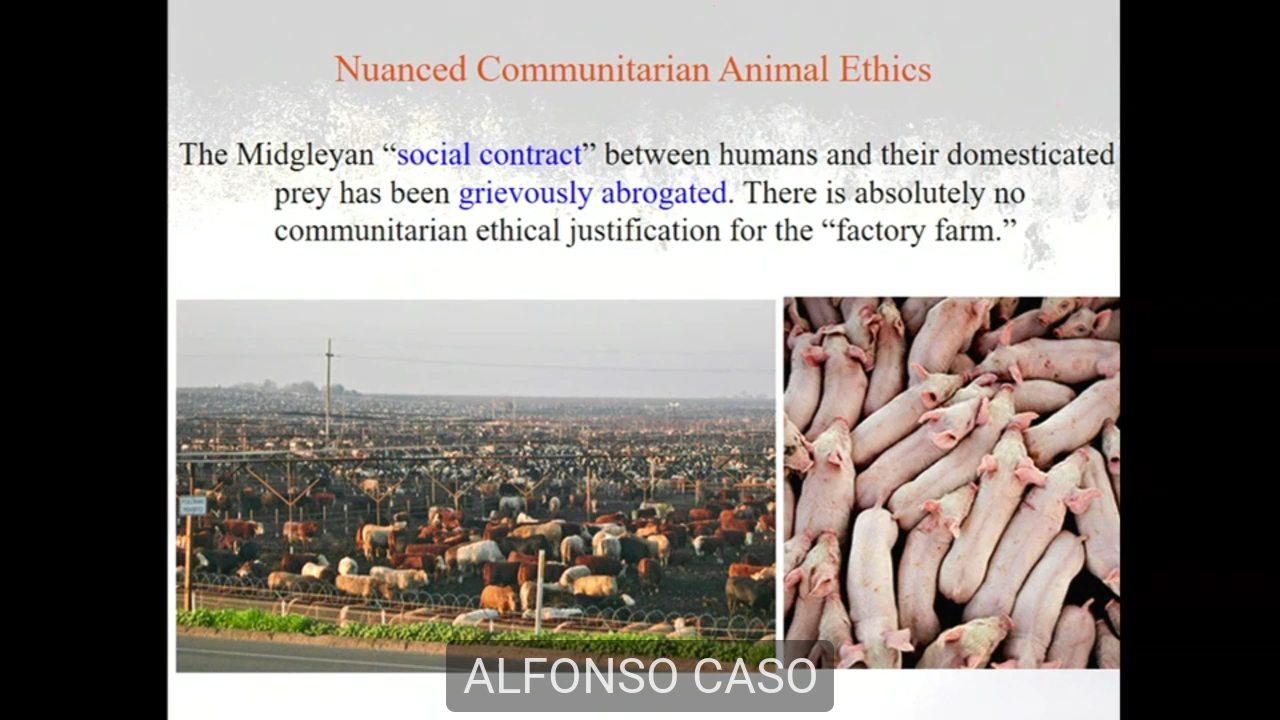 Nuanced Communitarian Animal Ethics
The Midgleyan “social contract” between humans and their domesticated
prey has been grievously abrogated. There is absolutely no
communitarian ethical justification for the “factory farm.”
ALFONSO CASO